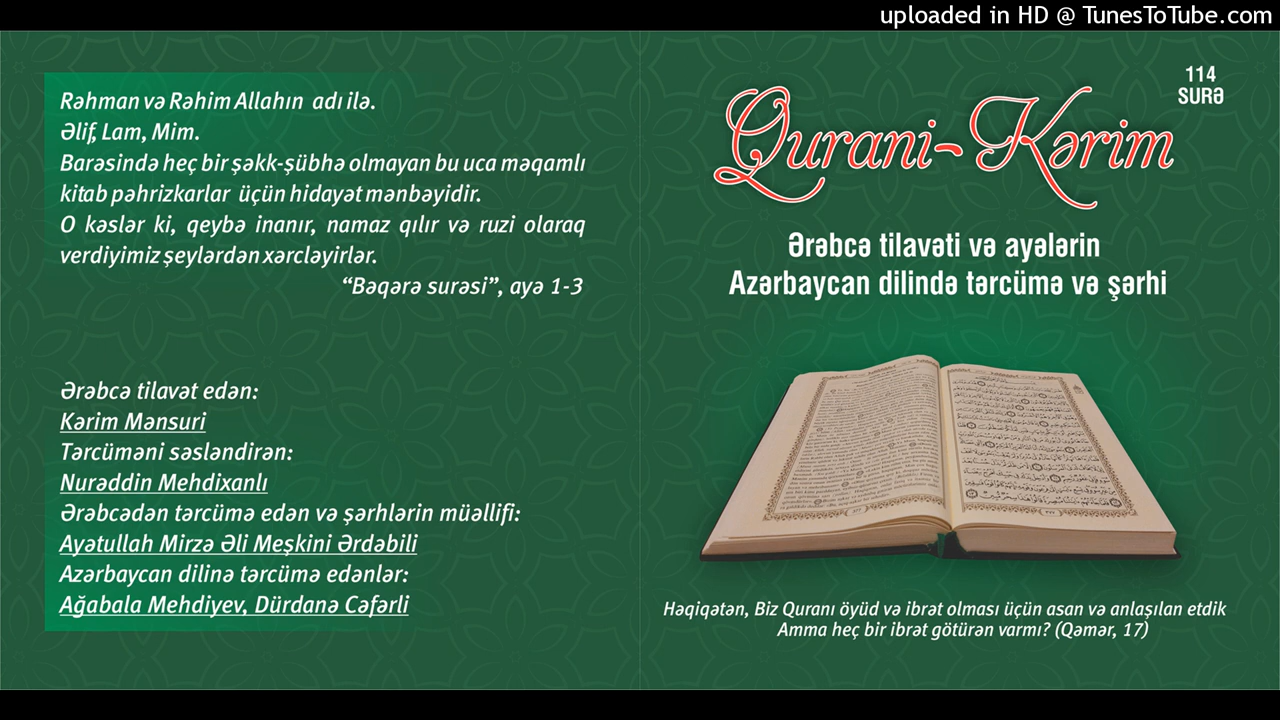 uploaded in HD @ TunesToTube.com
Rəhman və Rəhim Allahın adı ilə.
Əlif, Lam, Mim.
Barəsində heç bir şəkk-şübhə olmayan bu uca məqamlı
kitab pəhrizkarlar üçün hidayət mənbəyidir.
O kəslər ki, qeybə inanır, namaz qılır və ruzi olaraq
verdiyimiz şeylərdən xərcləyirlər.
“Bəqərə surəsi”, ayə 1-3
Ərəbcə tilavət edən:
Kərim Mənsuri
Tərcüməni səsləndirən:
Nurəddin Mehdixanlı
Ərəbcədən tərcümə edən və şərhlərin müəllifi:
Ayətullah Mirzə Əli Meşkini Ərdəbili
Azərbaycan dilinə tərcümə edənlər:
Ağabala Mehdiyev, Dürdanə Cəfərli
114
SURƏ
Qurani-Kərim
Ərəbcə tilavəti və ayələrin
Azərbaycan dilində tərcümə və şərhi
Həqiqətən, Biz Quranı öyüd və ibrət olması üçün asan və anlaşılan etdik
Amma heç bir ibrət götürən varmı? (Qəmər, 17)